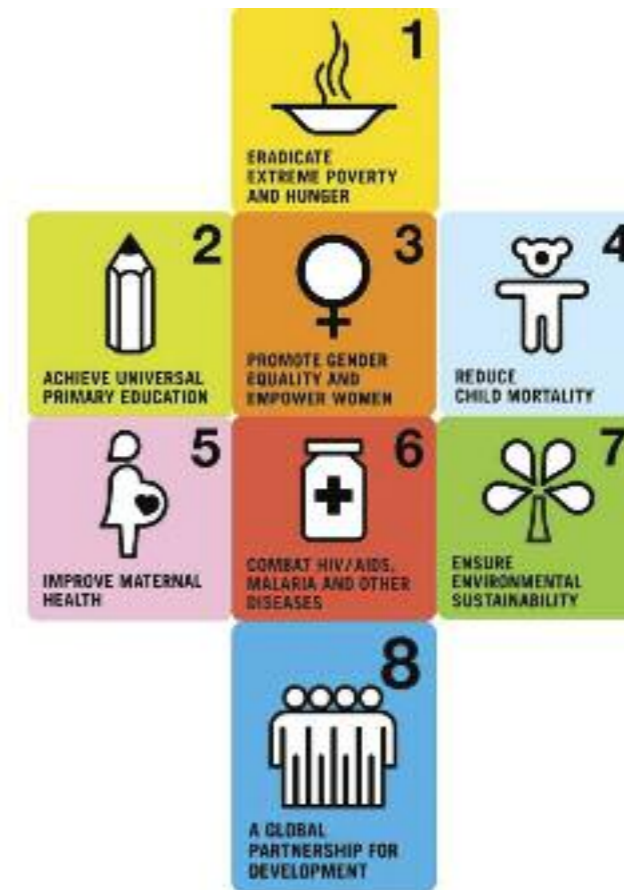 1
ERADICATE
EXTREME POVERTY
AND HUNGER
2
ACHIEVE UNIVERSAL
PRIMARY EDUCATION
3
PROMOTE GENDER
EQUALITY AND
EMPOWER WOMEN
4
REDUCE
CHILD MORTALITY
5
IMPROVE MATERNAL
HEALTH
6
COMBAT HIV/AIDS,
MALARIA AND OTHER
DISEASES
7
ENSURE
ENVIRONMENTAL
SUSTAINABILITY
8
A GLOBAL
PARTNERSHIP FOR
DEVELOPMENT